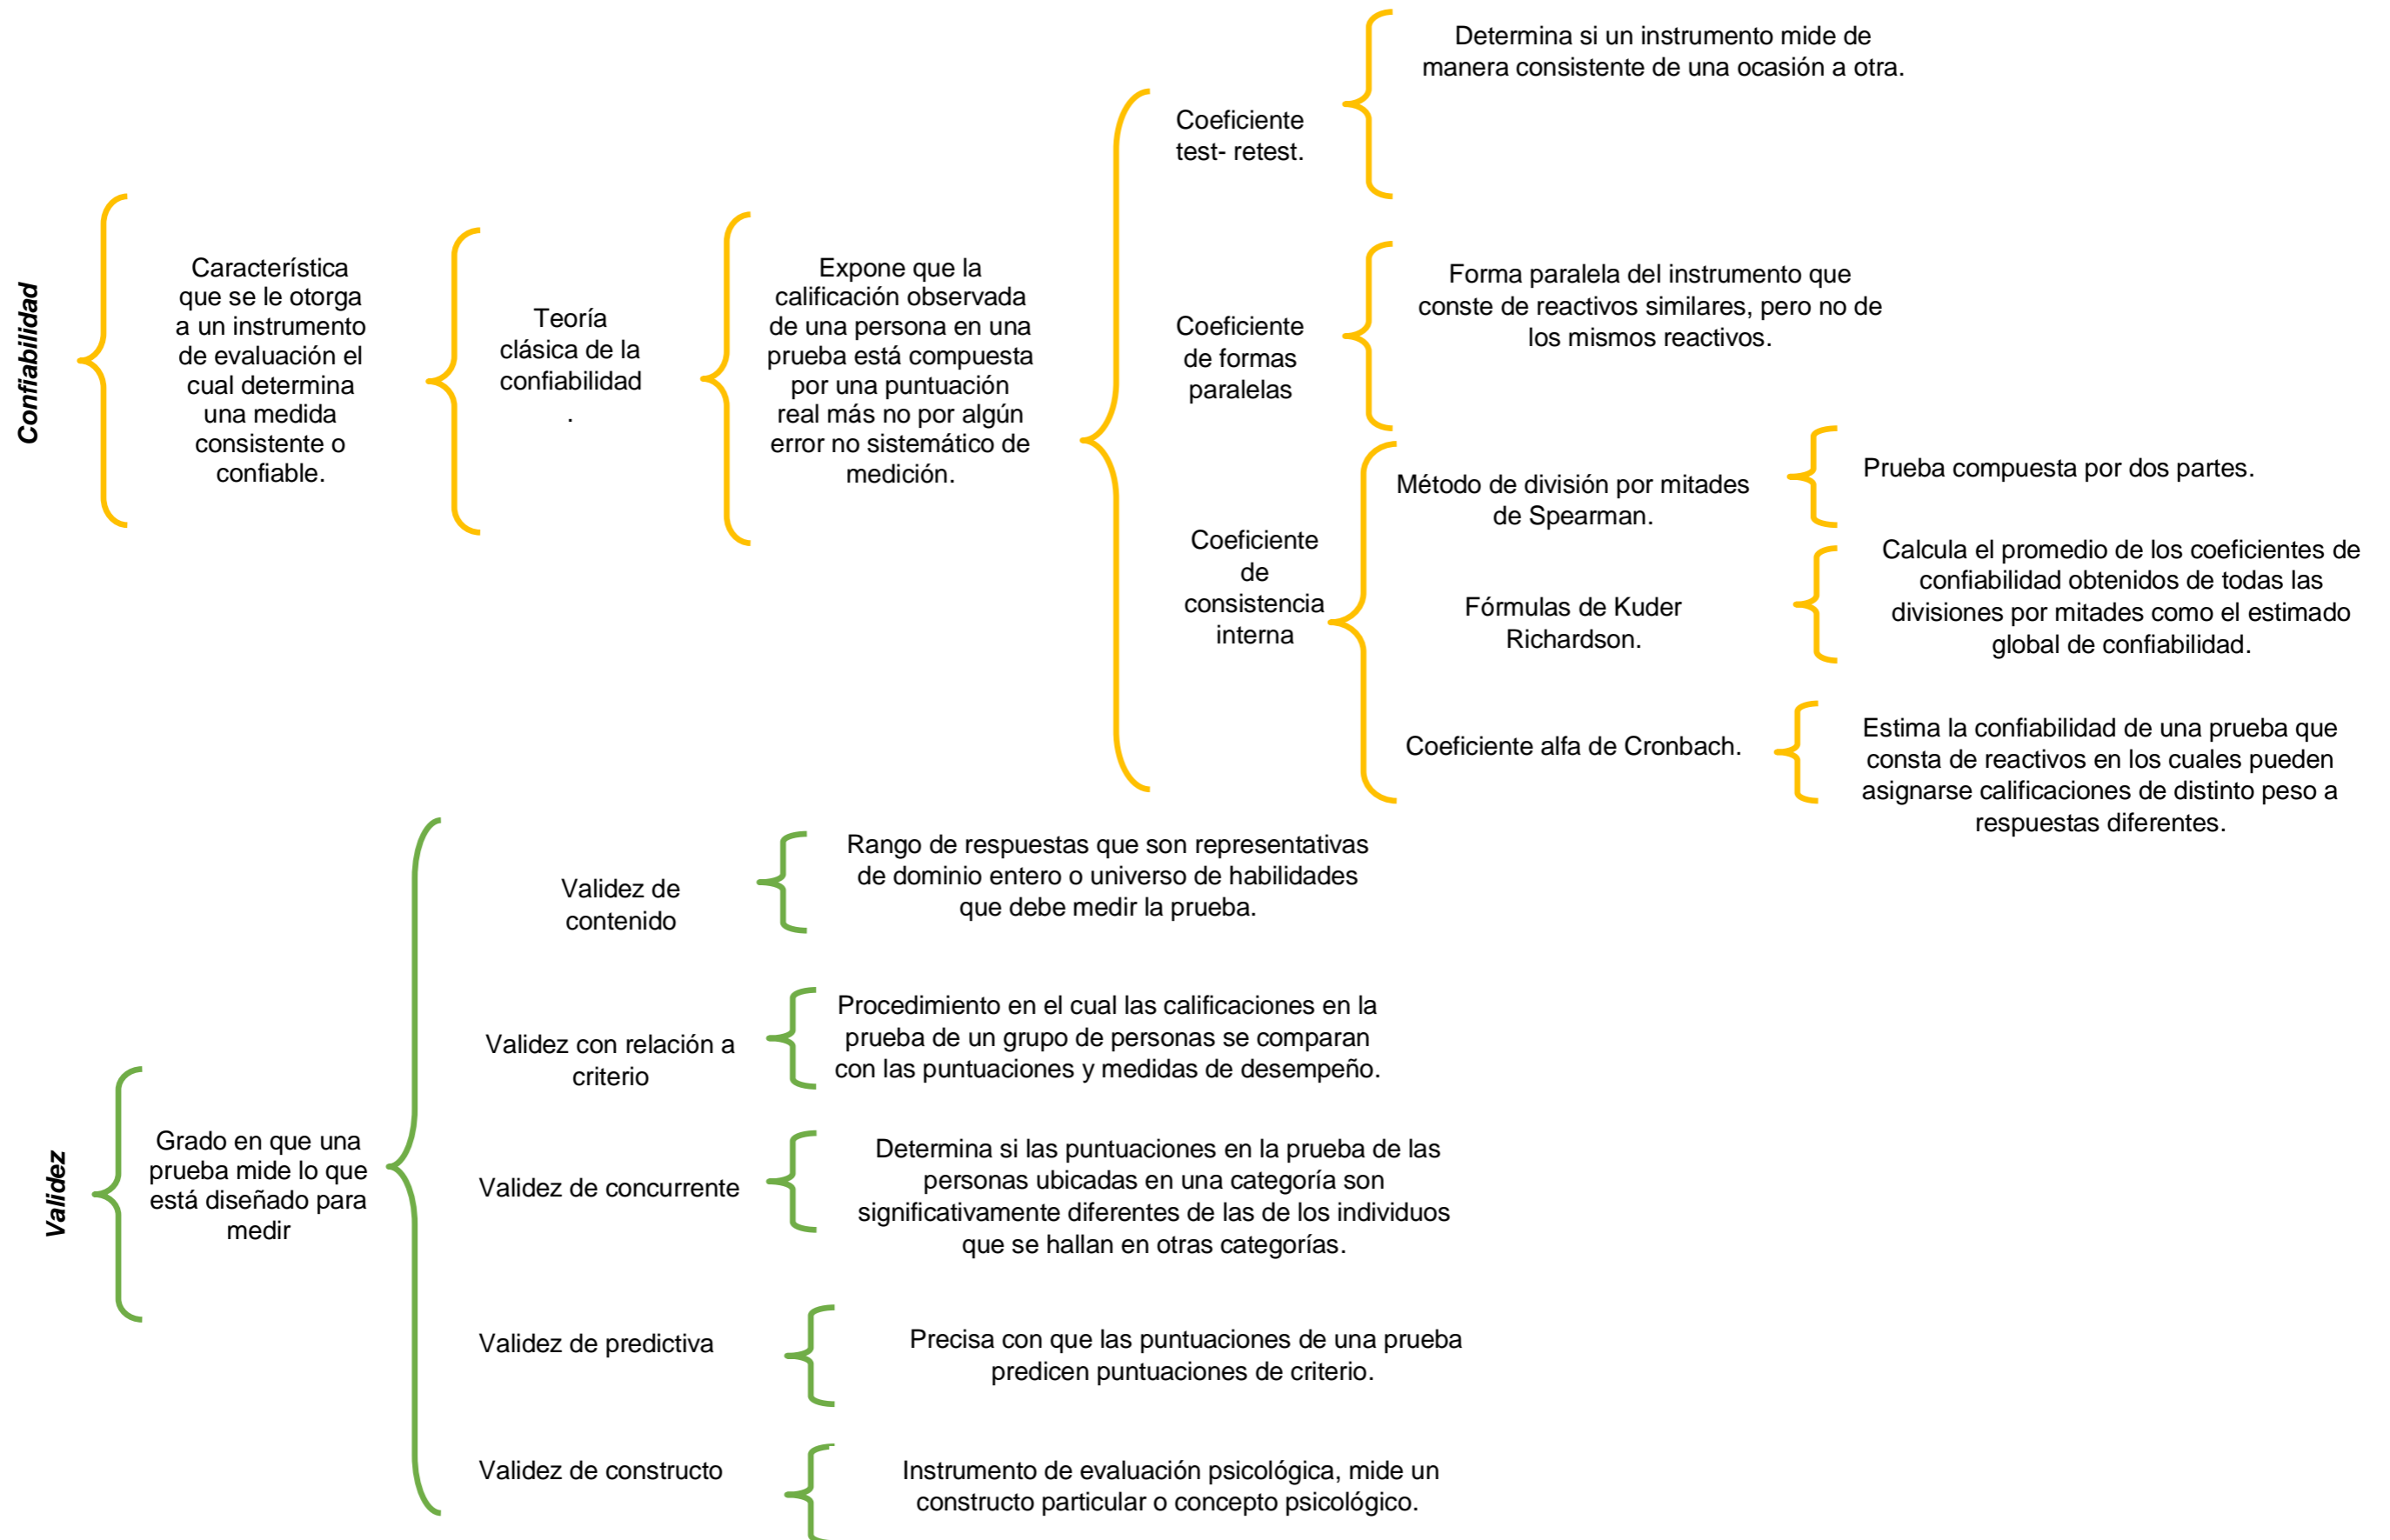 Confiabilidad
Característica
que se le otorga
a un instrumento
de evaluación el
cual determina
una medida
consistente o
confiable.
Teoría
clásica de la
confiabilidad
.
Expone que la
calificación observada
de una persona en una
prueba está compuesta
por una puntuación
real más no por algún
error no sistemático de
medición.
Coeficiente
test- retest.
Determina si un instrumento mide de
manera consistente de una ocasión a otra.
Coeficiente
de formas
paralelas
Forma paralela del instrumento que
conste de reactivos similares, pero no de
los mismos reactivos.
Coeficiente
de
consistencia
interna
Método de división por mitades
de Spearman.
Prueba compuesta por dos partes.
Fórmulas de Kuder
Richardson.
Calcula el promedio de los coeficientes de
confiabilidad obtenidos de todas las
divisiones por mitades como el estimado
global de confiabilidad.
Coeficiente alfa de Cronbach.
Estima la confiabilidad de una prueba que
consta de reactivos en los cuales pueden
asignarse calificaciones de distinto peso a
respuestas diferentes.
Validez
Grado en que una
prueba mide lo que
está diseñado para
medir
Validez de
contenido
Rango de respuestas que son representativas
de dominio entero o universo de habilidades
que debe medir la prueba.
Validez con relación a
criterio
Procedimiento en el cual las calificaciones en la
prueba de un grupo de personas se comparan
con las puntuaciones y medidas de desempeño.
Validez de concurrente
Determina si las puntuaciones en la prueba de las
personas ubicadas en una categoría son
significativamente diferentes de las de los individuos
que se hallan en otras categorías.
Validez de predictiva
Precisa con que las puntuaciones de una prueba
predicen puntuaciones de criterio.
Validez de constructo
Instrumento de evaluación psicológica, mide un
constructo particular o concepto psicológico.